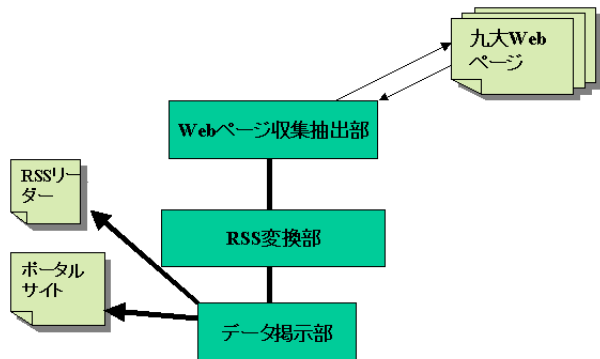 九大Web
ページ
Webページ収集抽出部
RSSリー
ダー
RSS変換部
ポータル
サイト
データ掲示部